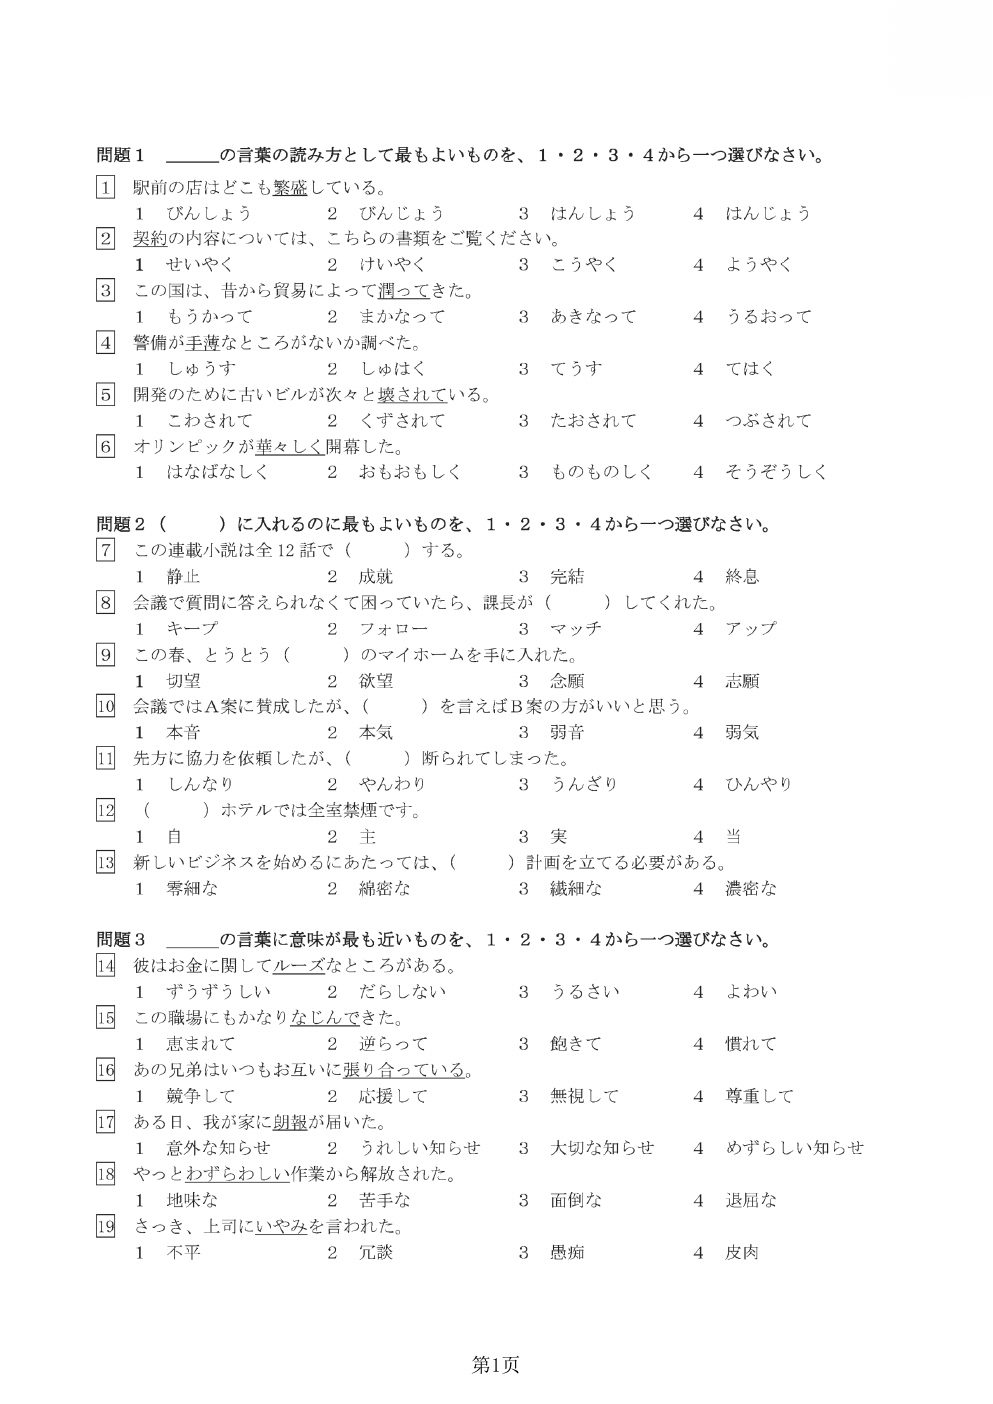 問題１　______の言葉の読み方として最もよいものを、１・２・３・４から一つ選びなさい。
1　駅前の店はどこも繁盛している。
1　びんしょう　2　びんじょう　3　はんしょう　4　はんじょう
2　契約の内容については、こちらの書類をご覧ください。
1　せいやく　2　けいやく　3　こうやく　4　ようやく
3　この国は、昔から貿易によって潤ってきた。
1　もうかって　2　まかなって　3　あきなって　4　うるおって
4　警備が手薄なところがないか調べた。
1　しゅうす　2　しゅはく　3　てうす　4　てはく
5　開発のために古いビルが次々と壊されている。
1　こわされて　2　くずされて　3　たおされて　4　つぶされて
6　オリンピックが華々しく開幕した。
1　はなばなしく　2　おもおもしく　3　ものものしく　4　そうぞうしく
問題２（　　　）に入れるのに最もよいものを、１・２・３・４から一つ選びなさい。
7　この連載小説は全 12 話で（　　　）する。
1　静止　2　成就　3　完結　4　終息
8　会議で質問に答えられなくて困っていたら、課長が（　　　）してくれた。
1　キープ　2　フォロー　3　マッチ　4　アップ
9　この春、とうとう（　　　）のマイホームを手に入れた。
1　切望　2　欲望　3　念願　4　志願
10　会議ではＡ案に賛成したが、（　　　）を言えばＢ案の方がいいと思う。
1　本音　2　本気　3　弱音　4　弱気
11　先方に協力を依頼したが、（　　　）断られてしまった。
1　しんなり　2　やんわり　3　うんざり　4　ひんやり
12　（　　　）ホテルでは全室禁煙です。
1　自　2　主　3　実　4　当
13　新しいビジネスを始めるにあたっては、（　　　）計画を立てる必要がある。
1　零細な　2　綿密な　3　繊細な　4　濃密な
問題３　______の言葉に意味が最も近いものを、１・２・３・４から一つ選びなさい。
14　彼はお金に関してルーズなところがある。
1　ずうずうしい　2　だらしない　3　うるさい　4　よわい
15　この職場にもかなりなじんできた。
1　恵まれて　2　逆らって　3　飽きて　4　慣れて
16　あの兄弟はいつもお互いに張り合っている。
1　競争して　2　応援して　3　無視して　4　尊重して
17　ある日、我が家に朗報が届いた。
1　意外な知らせ　2　うれしい知らせ　3　大切な知らせ　4　めずらしい知らせ
18　やっとわずらわしい作業から解放された。
1　地味な　2　苦手な　3　面倒な　4　退屈な
19　さっき、上司にいやみを言われた。
1　不平　2　冗談　3　愚痴　4　皮肉
第1页